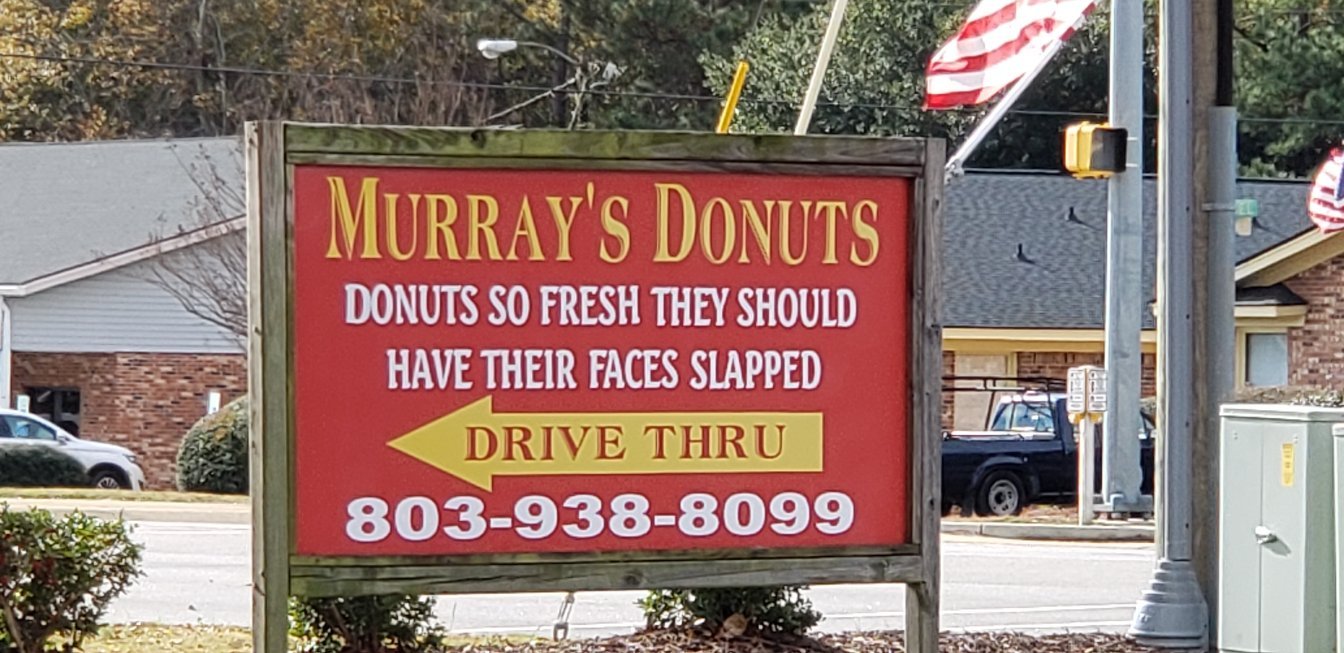 MURRAY'S DONUTS
DONUTS SO FRESH THEY SHOULD
HAVE THEIR FACES SLAPPED
DRIVE THRU
803-938-8099